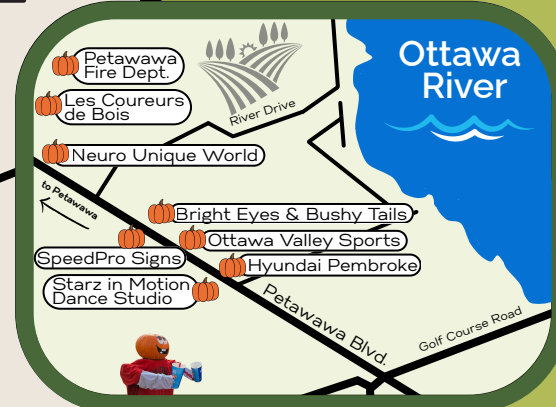 Petawawa
Fire Dept.
Les Coureurs
de Bois
River Drive
Ottawa
River
Neuro Unique World
to Petawawa
Bright Eyes & Bushy Tails
Ottawa Valley Sports
SpeedPro Signs
Hyundai Pembroke
Starz in Motion
Dance Studio
Petawawa Blvd.
Golf Course Road